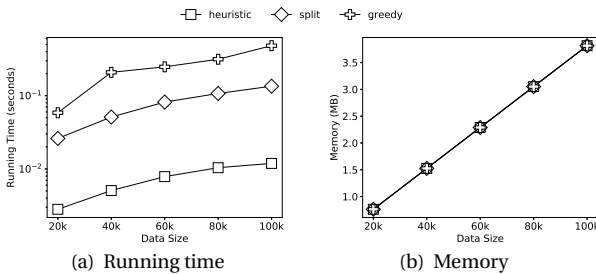 heuristic split greedy
Running Time (seconds)
10⁻¹
10⁻²
20k 40k 60k 80k 100k
Data Size
(a) Running time
Memory (MB)
3.5
3.0
2.5
2.0
1.5
1.0
20k 40k 60k 80k 100k
Data Size
(b) Memory